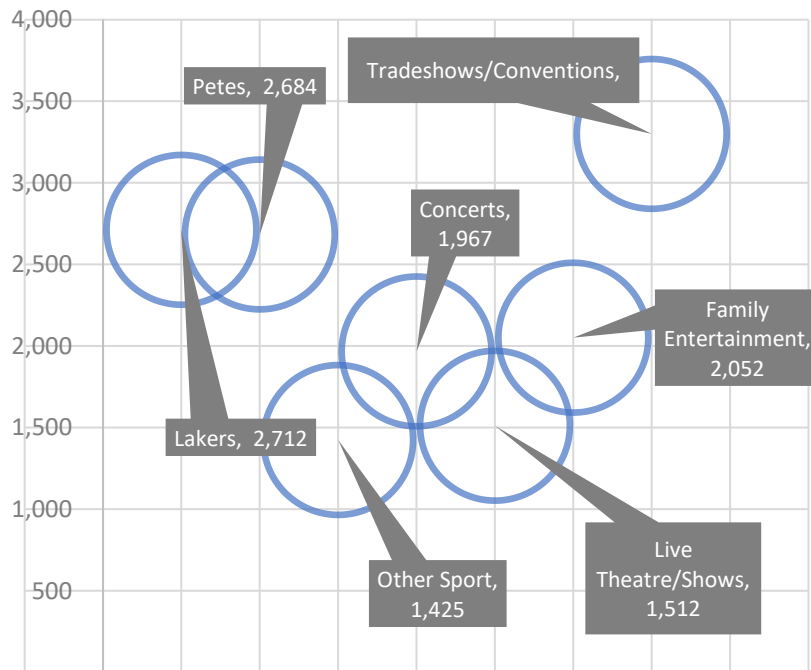 4,000
3,500
3,000
2,500
2,000
1,500
1,000
500
Petes, 2,684
Tradeshows/Conventions,
Concerts,
1,967
Family
Entertainment,
2,052
Lakers, 2,712
Other Sport,
1,425
Live
Theatre/Shows,
1,512